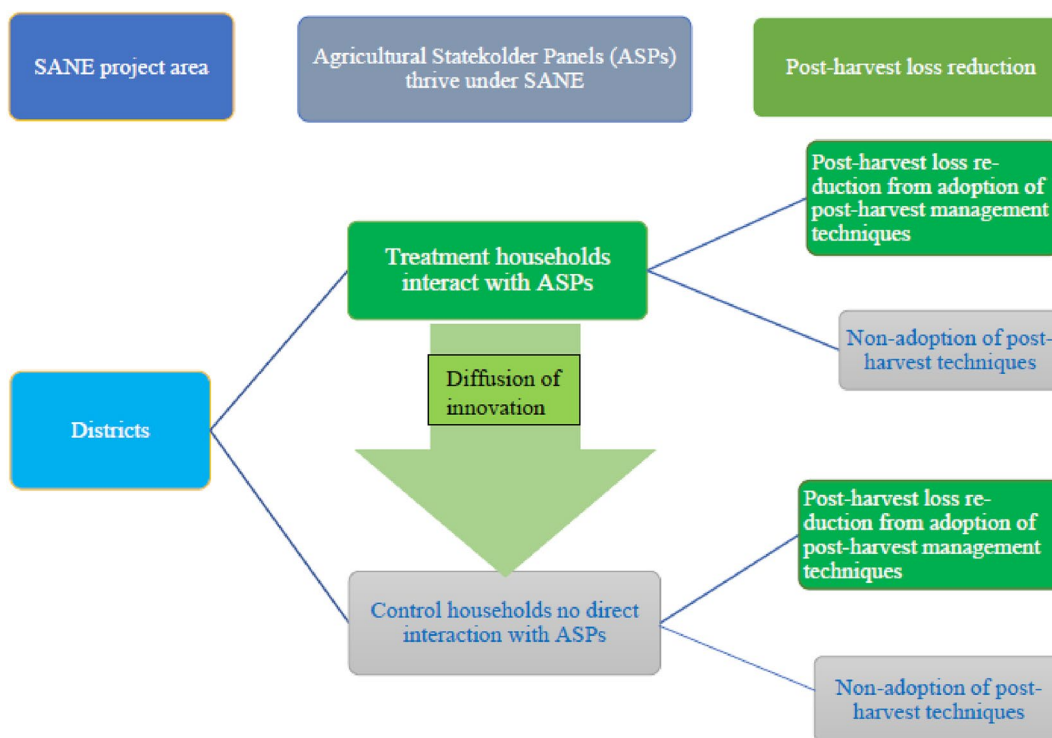 SANE project area
Agricultural Statekolder Panels (ASPs)
thrive under SANE
Post-harvest loss reduction
Post-harvest loss re-
duction from adoption of
post-harvest management
techniques
Treatment households
interact with ASPs
Non-adoption of post-
harvest techniques
Diffusion of
innovation
Districts
Post-harvest loss re-
duction from adoption of
post-harvest management
techniques
Control households no direct
interaction with ASPs
Non-adoption of post-
harvest techniques